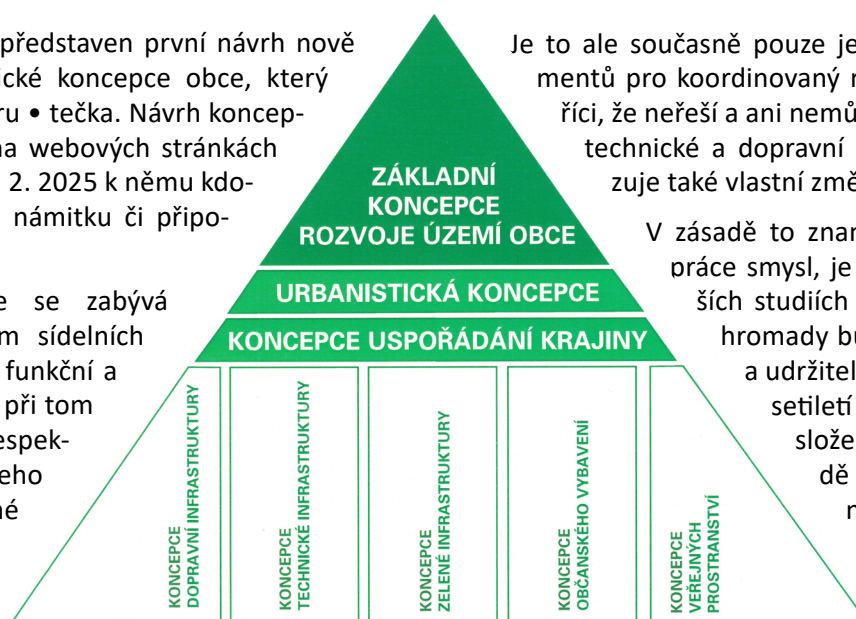 představen první návrh nově
ické koncepce obce, který
ru • tečka. Návrh koncep-
na webových stránkách
2. 2025 k němu kdo-
námitku či připo-
e se zabývá
m sídelních
funkční a
při tom
espek-
eho
né
ZÁKLADNÍ
KONCEPCE
ROZVOJE ÚZEMÍ OBCE
URBANISTICKÁ KONCEPCE
KONCEPCE USPOŘÁDÁNÍ KRAJINY
KONCEPCE
DOPRAVNÍ INFRASTRUKTURY
KONCEPCE
TECHNICKÉ INFRASTRUKTURY
KONCEPCE
ZELENÉ INFRASTRUKTURY
KONCEPCE
OBČANSKÉHO VYBAVENÍ
KONCEPCE
VEŘEJNÝCH
PROSTRANSTVÍ
Je to ale současně pouze je
mentů pro koordinovaný
říci, že neřeší a ani nemů
technické a dopravní
zuje také vlastní změ
V zásadě to
práce smysl, je
ších studiích
hromady bu
a udržitel
setiletí
slože
dě